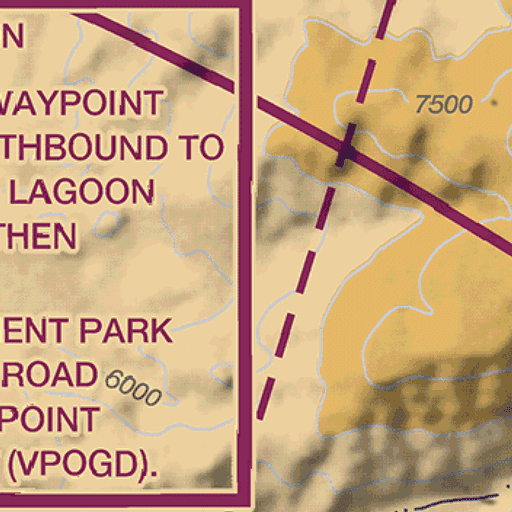 N
WAYPOINT
THBOUND TO
LAGOON
THEN
ENT PARK
ROAD
POINT
(VPOGD).
6000
7500